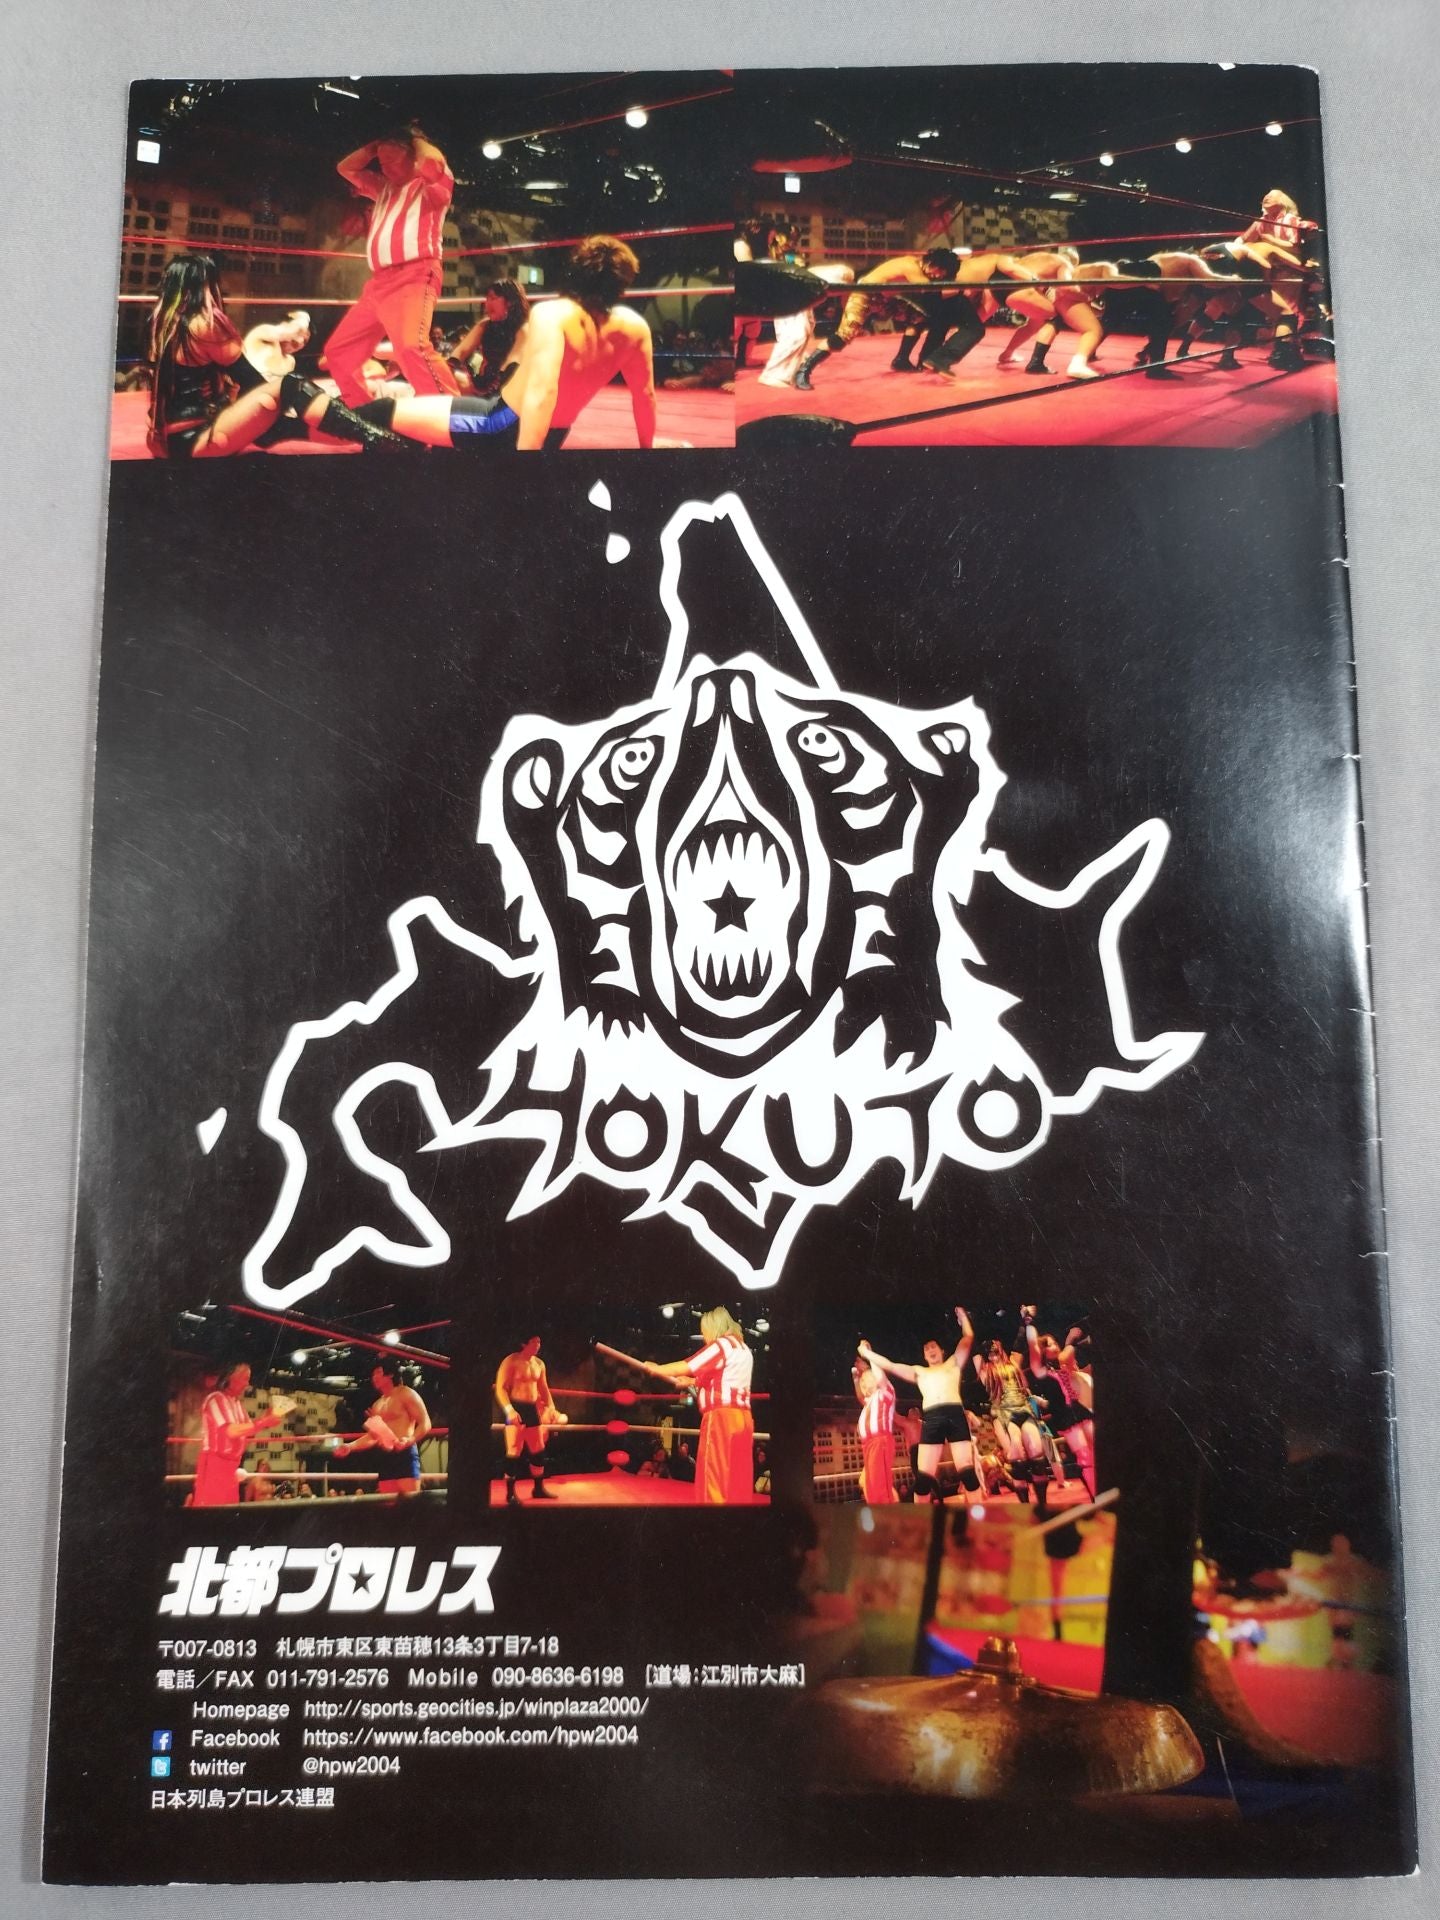 HOKUTO
北都プロレス
〒007-0813 札幌市東区東苗穂13条3丁目7-18
電話／FAX 011-791-2576 Mobile 090-8636-6198 [道場：江別市大麻]
Homepage http://sports.geocities.jp/winplaza2000/
Facebook https://www.facebook.com/hpw2004
twitter @hpw2004
日本列島プロレス連盟